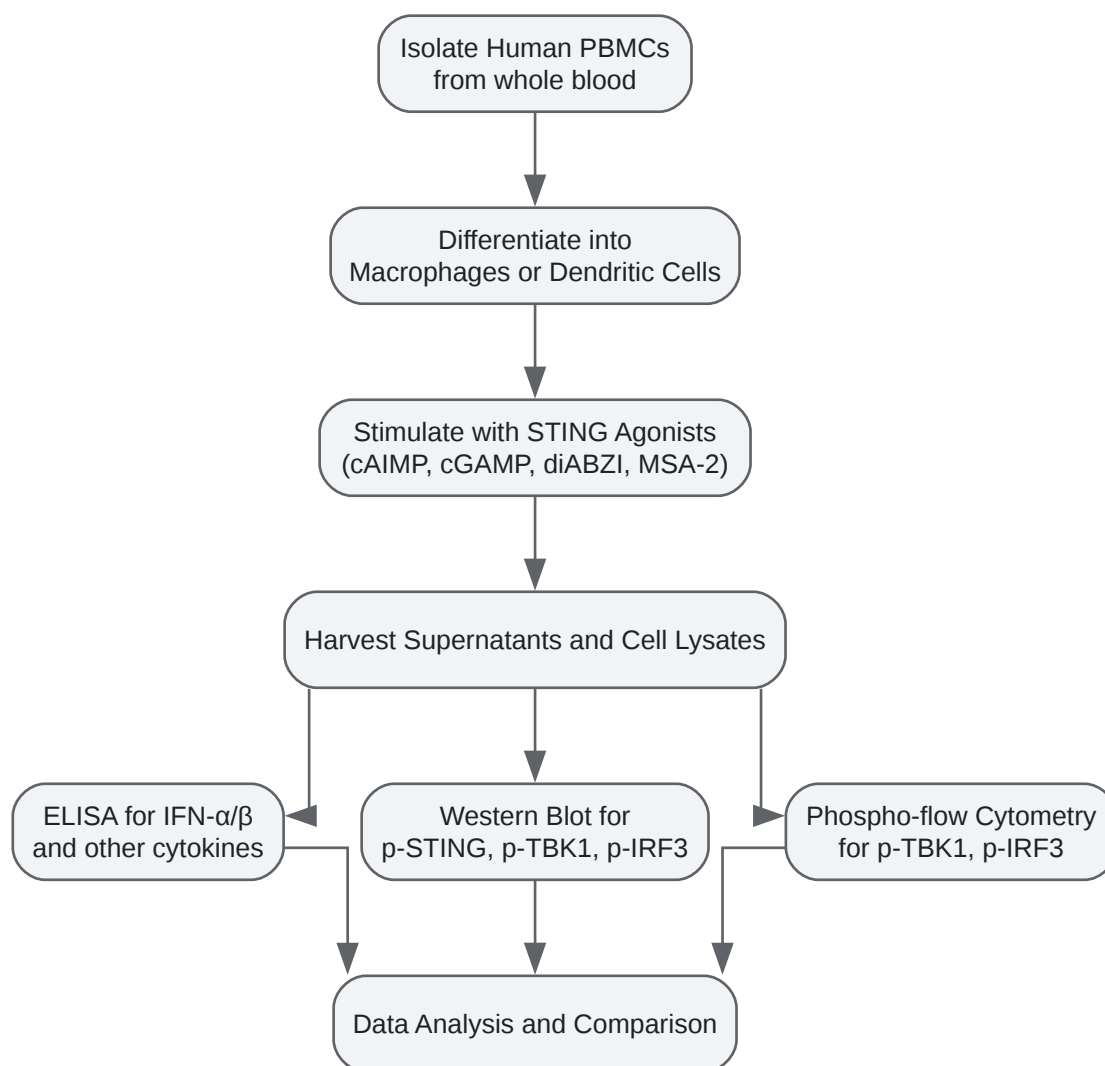 Isolate Human PBMCs
from whole blood
Differentiate into
Macrophages or Dendritic Cells
Stimulate with STING Agonists
(cAIMP, cGAMP, diABZI, MSA-2)
Harvest Supernatants and Cell Lysates
ELISA for IFN-α/β
and other cytokines
Western Blot for
p-STING, p-TBK1, p-IRF3
Phospho-flow Cytometry
for p-TBK1, p-IRF3
Data Analysis and Comparison